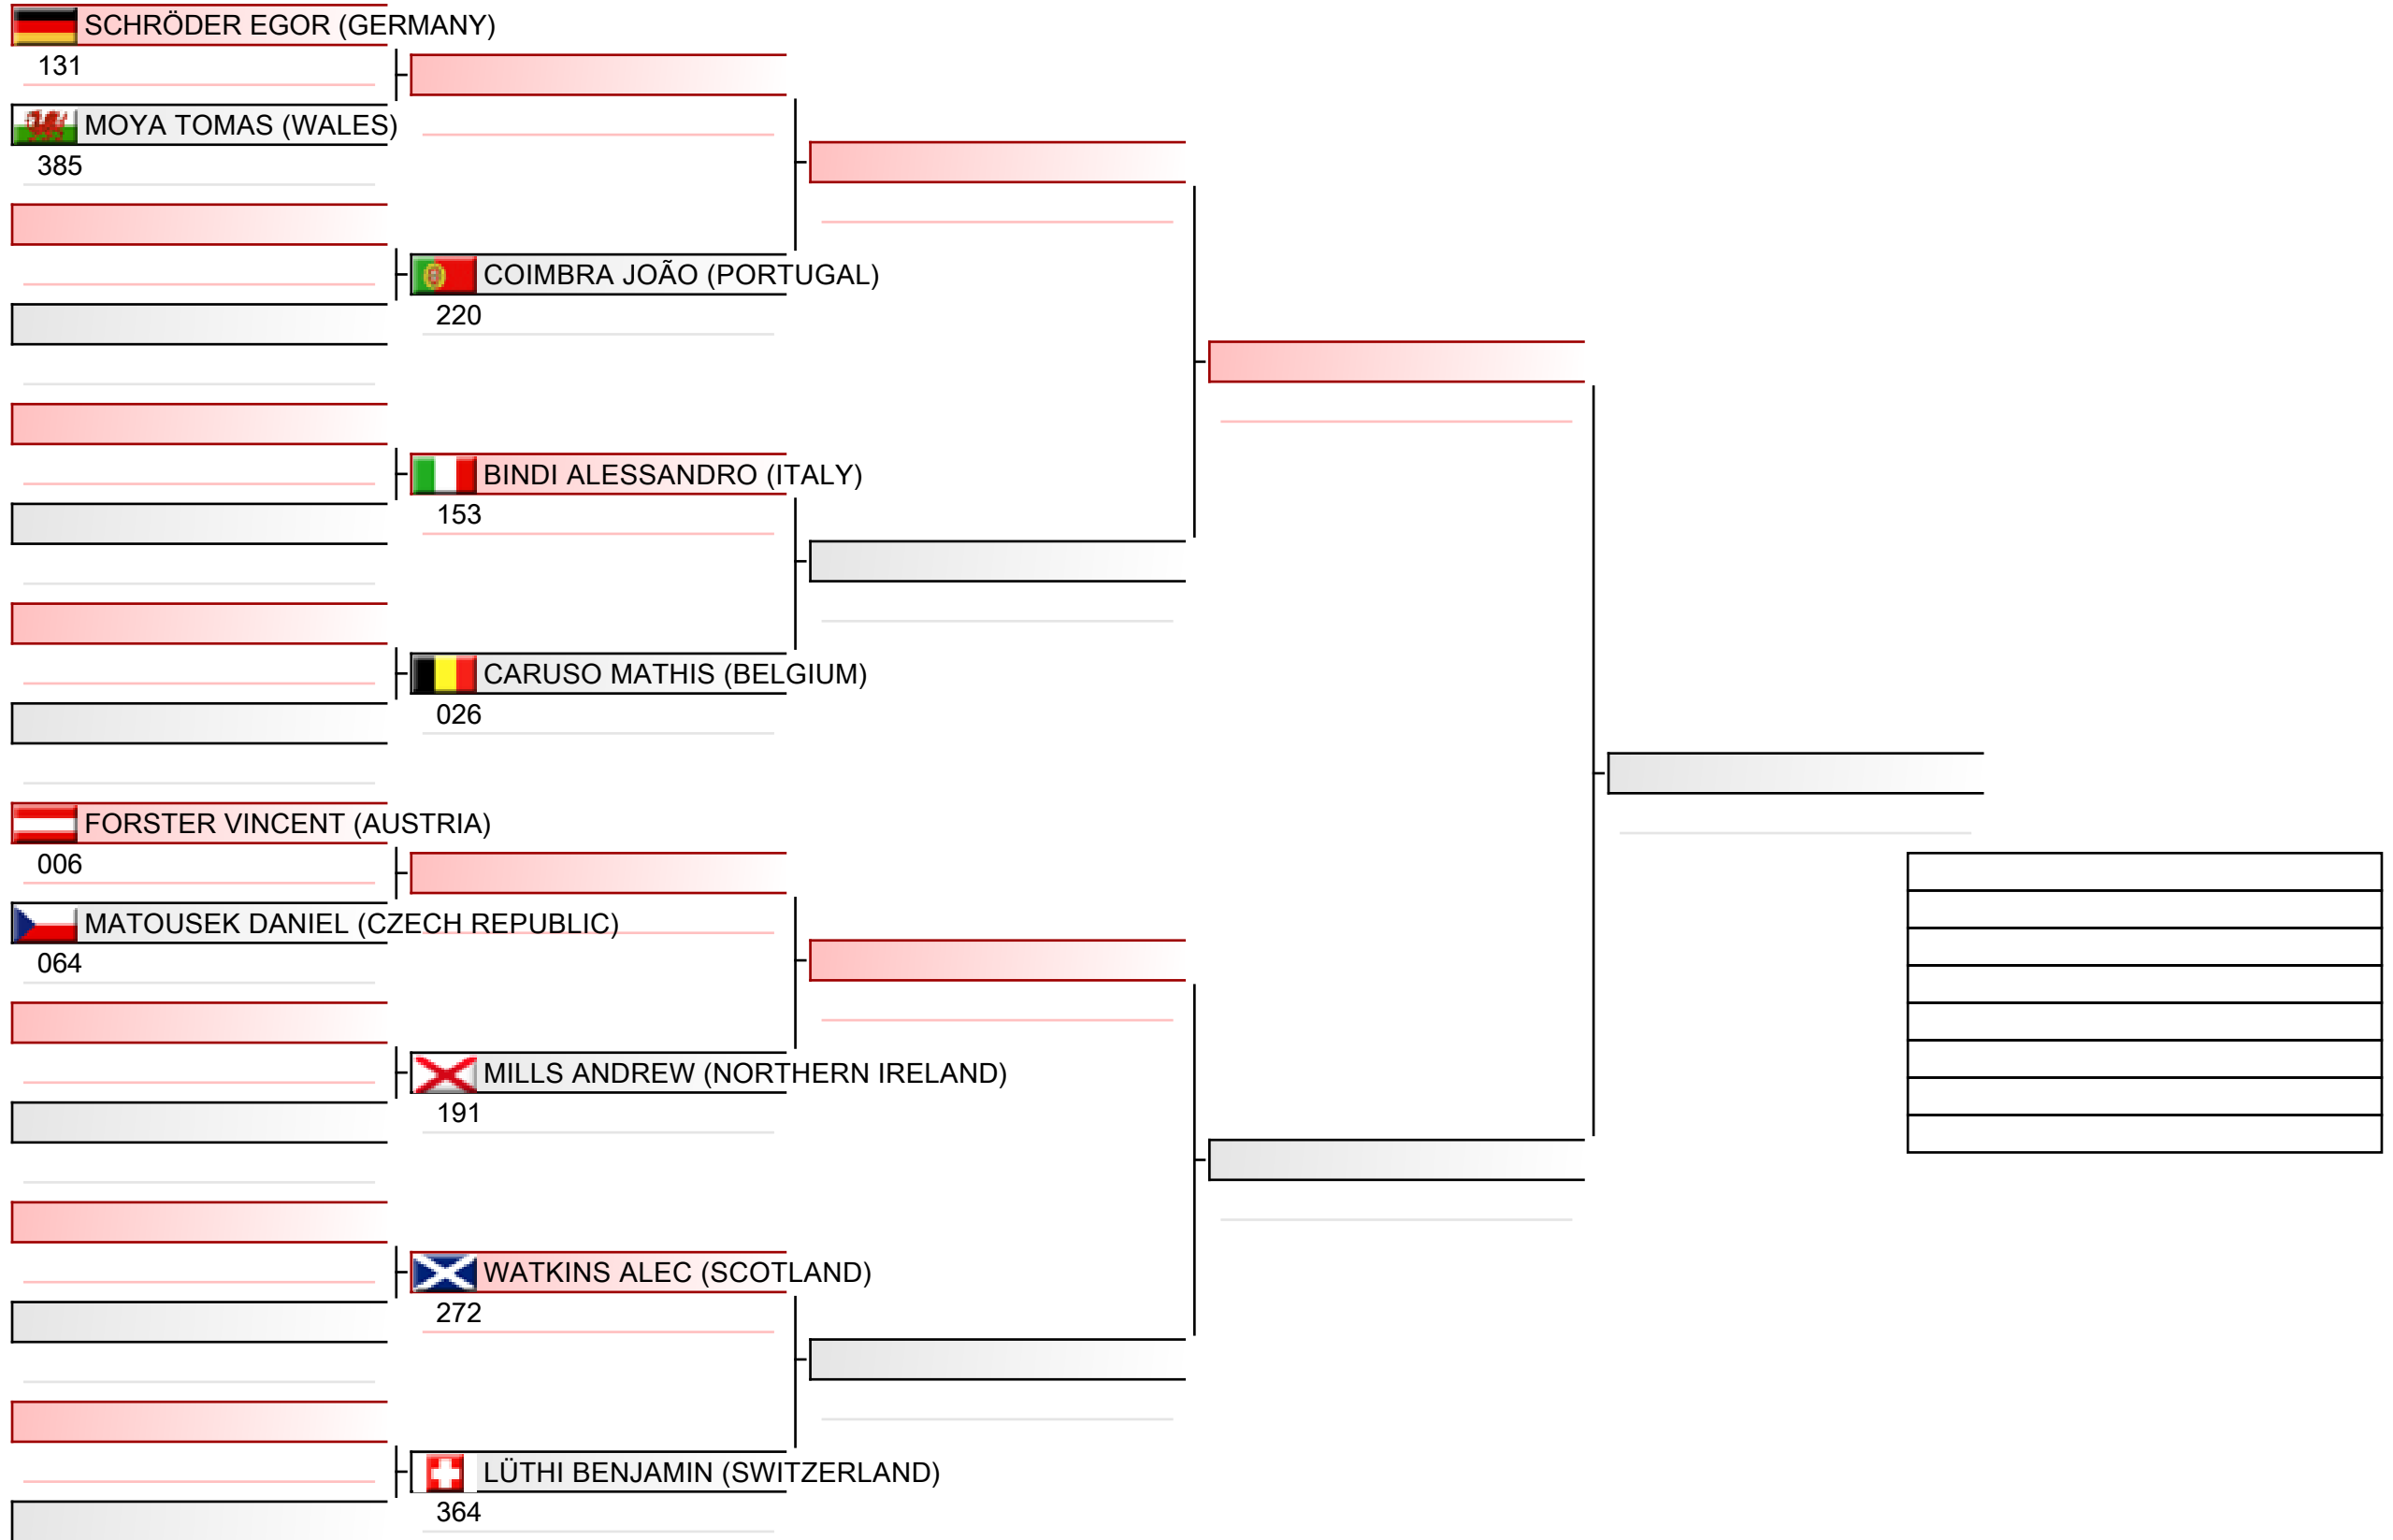 SCHRÖDER EGOR (GERMANY)
131
MOYA TOMAS (WALES)
385
COIMBRA JOÃO (PORTUGAL)
220
BINDI ALESSANDRO (ITALY)
153
CARUSO MATHIS (BELGIUM)
026
FORSTER VINCENT (AUSTRIA)
006
MATOUSEK DANIEL (CZECH REPUBLIC)
064
MILLS ANDREW (NORTHERN IRELAND)
191
WATKINS ALEC (SCOTLAND)
272
LÜTHI BENJAMIN (SWITZERLAND)
364